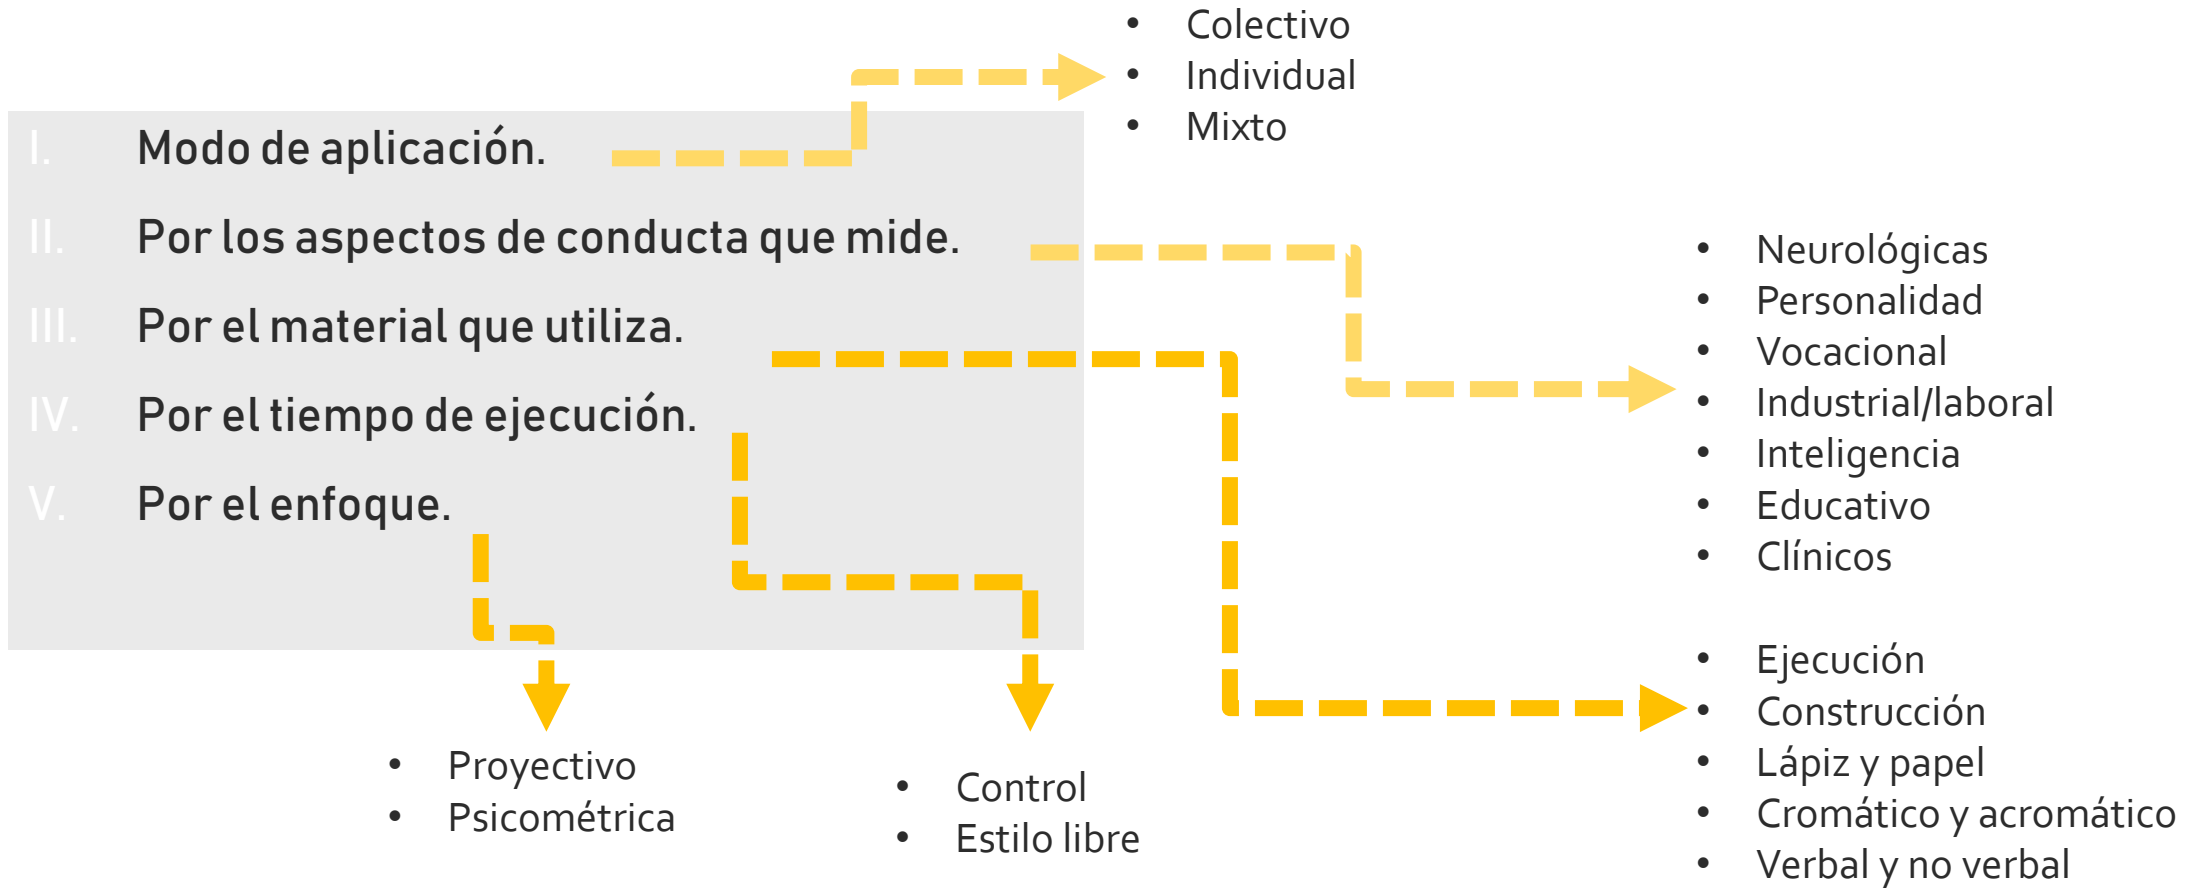 • Colectivo
• Individual
• Mixto
I. Modo de aplicación.
II. Por los aspectos de conducta que mide.
III. Por el material que utiliza.
IV. Por el tiempo de ejecución.
V. Por el enfoque.
• Neurológicas
• Personalidad
• Vocacional
• Industrial/laboral
• Inteligencia
• Educativo
• Clínicos
• Ejecución
• Construcción
• Lápiz y papel
• Cromático y acromático
• Verbal y no verbal
• Proyectivo
• Psicométrica
• Control
• Estilo libre